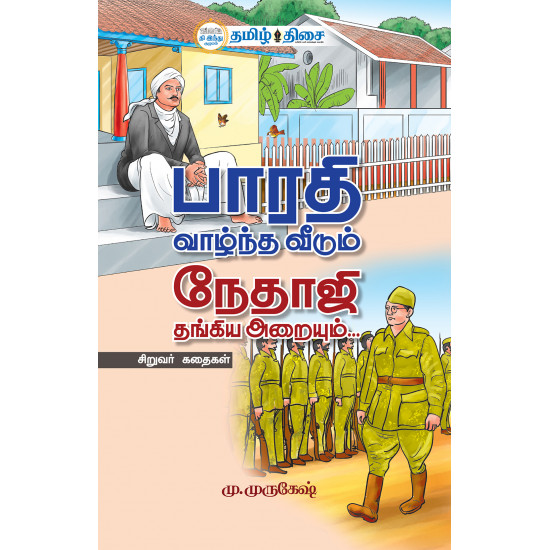 தமிழ் திசை
பாரதி
வாழ்ந்த வீடும்
நேதாஜி
தங்கிய அறையும்...
சிறுவர் கதைகள்
மு.முருகேஷ்